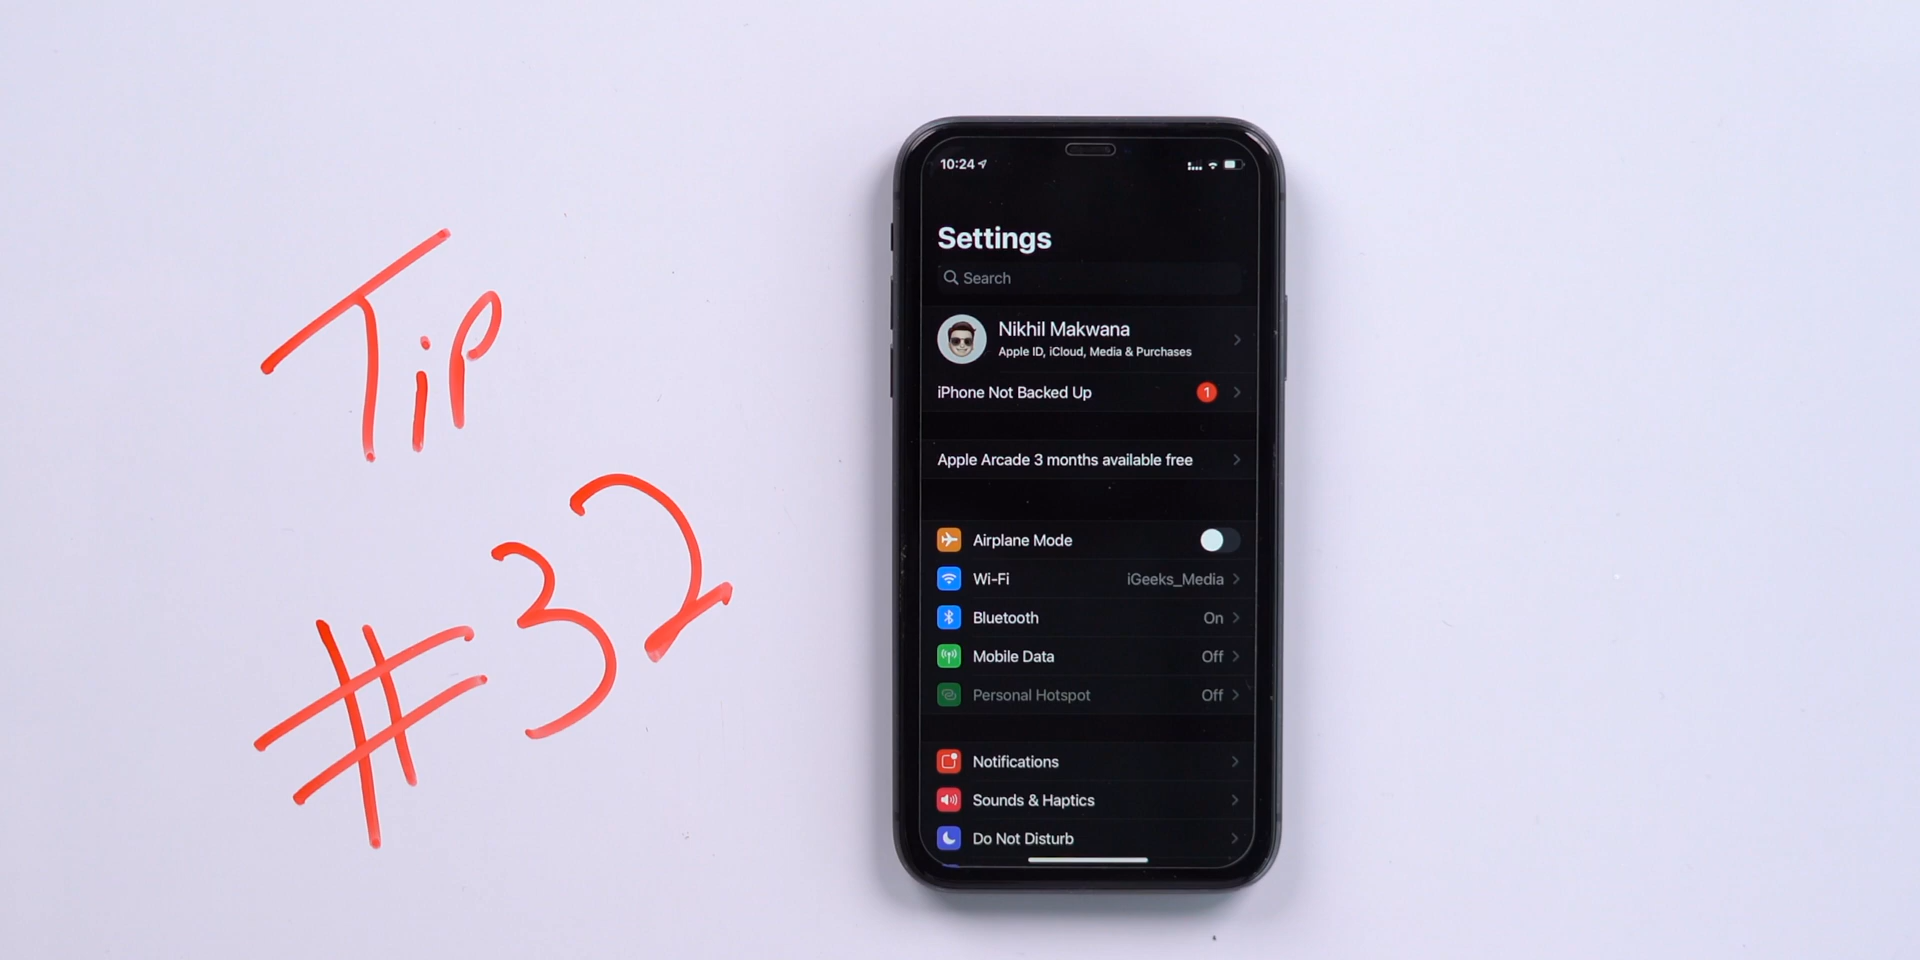 Tip
#32
10:24
Settings
Search
Nikhil Makwana
Apple ID, iCloud, Media & Purchases
iPhone Not Backed Up 1
Apple Arcade 3 months available free
Airplane Mode
Wi-Fi iGeeks_Media
Bluetooth On
Mobile Data Off
Personal Hotspot Off
Notifications
Sounds & Haptics
Do Not Disturb